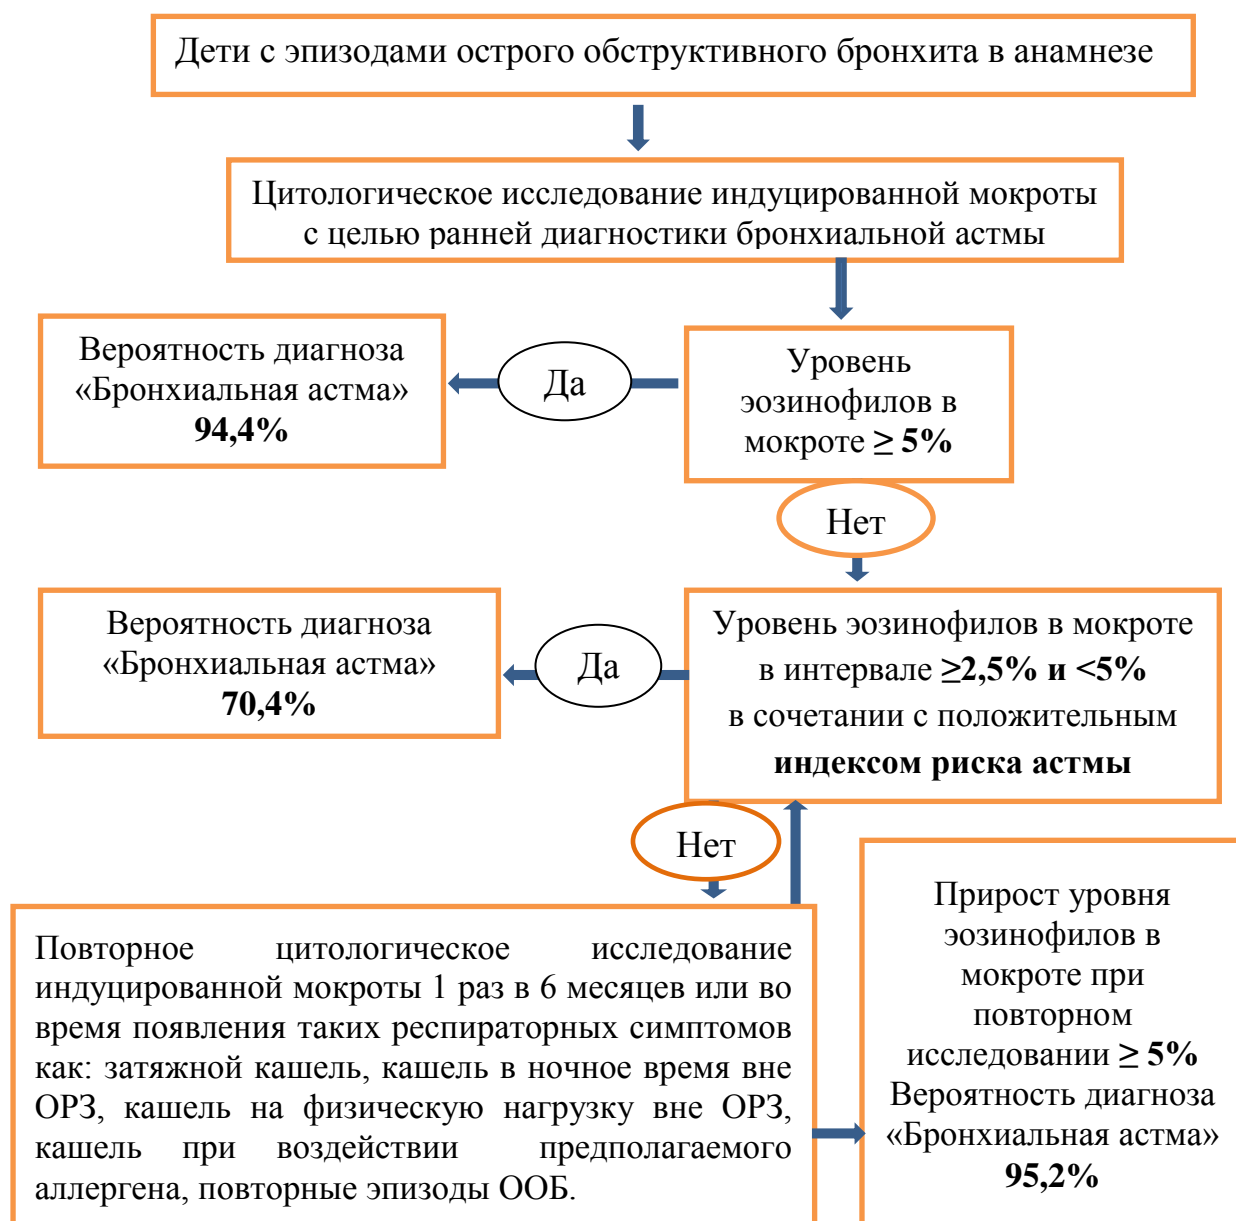 Дети с эпизодами острого обструктивного бронхита в анамнезе
Цитологическое исследование индуцированной мокроты
с целью ранней диагностики бронхиальной астмы
Вероятность диагноза
«Бронхиальная астма»
94,4%
Да
Уровень
эозинофилов в
мокроте ≥ 5%
Нет
Вероятность диагноза
«Бронхиальная астма»
70,4%
Да
Уровень эозинофилов в мокроте
в интервале ≥2,5% и <5%
в сочетании с положительным
индексом риска астмы
Нет
Повторное цитологическое исследование
индуцированной мокроты 1 раз в 6 месяцев или во
время появления таких респираторных симптомов
как: затяжной кашель, кашель в ночное время вне
ОРЗ, кашель на физическую нагрузку вне ОРЗ,
кашель при воздействии предполагаемого
аллергена, повторные эпизоды ООБ.
Прирост уровня
эозинофилов в
мокроте при
повторном
исследовании ≥ 5%
Вероятность диагноза
«Бронхиальная астма»
95,2%